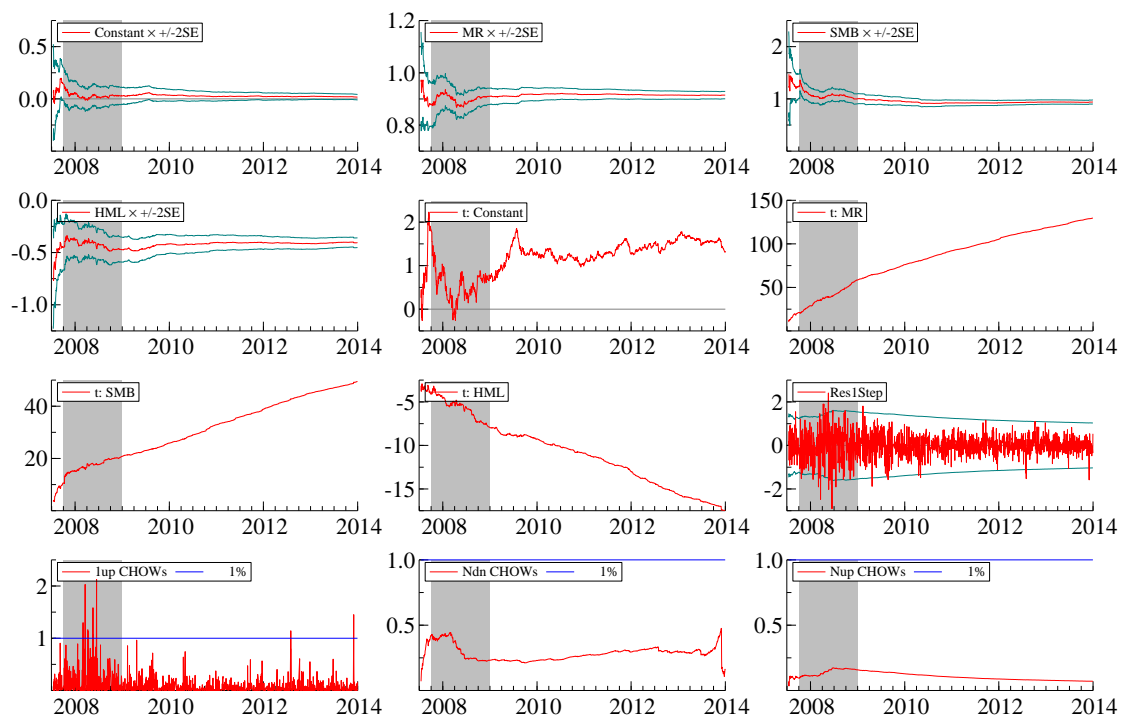 Constant × +/-2SE
0.5
0.0
2008 2010 2012 2014
MR × +/-2SE
1.2
1.0
0.8
2008 2010 2012 2014
SMB × +/-2SE
2
1
2008 2010 2012 2014
HML × +/-2SE
0.0
-0.5
-1.0
2008 2010 2012 2014
t: Constant
2
1
0
2008 2010 2012 2014
t: MR
150
100
50
2008 2010 2012 2014
t: SMB
40
20
2008 2010 2012 2014
t: HML
-5
-10
-15
2008 2010 2012 2014
Res1Step
2
0
-2
2008 2010 2012 2014
1up CHOWs 1%
2
1
2008 2010 2012 2014
Ndn CHOWs 1%
1.0
0.5
2008 2010 2012 2014
Nup CHOWs 1%
1.0
0.5
2008 2010 2012 2014